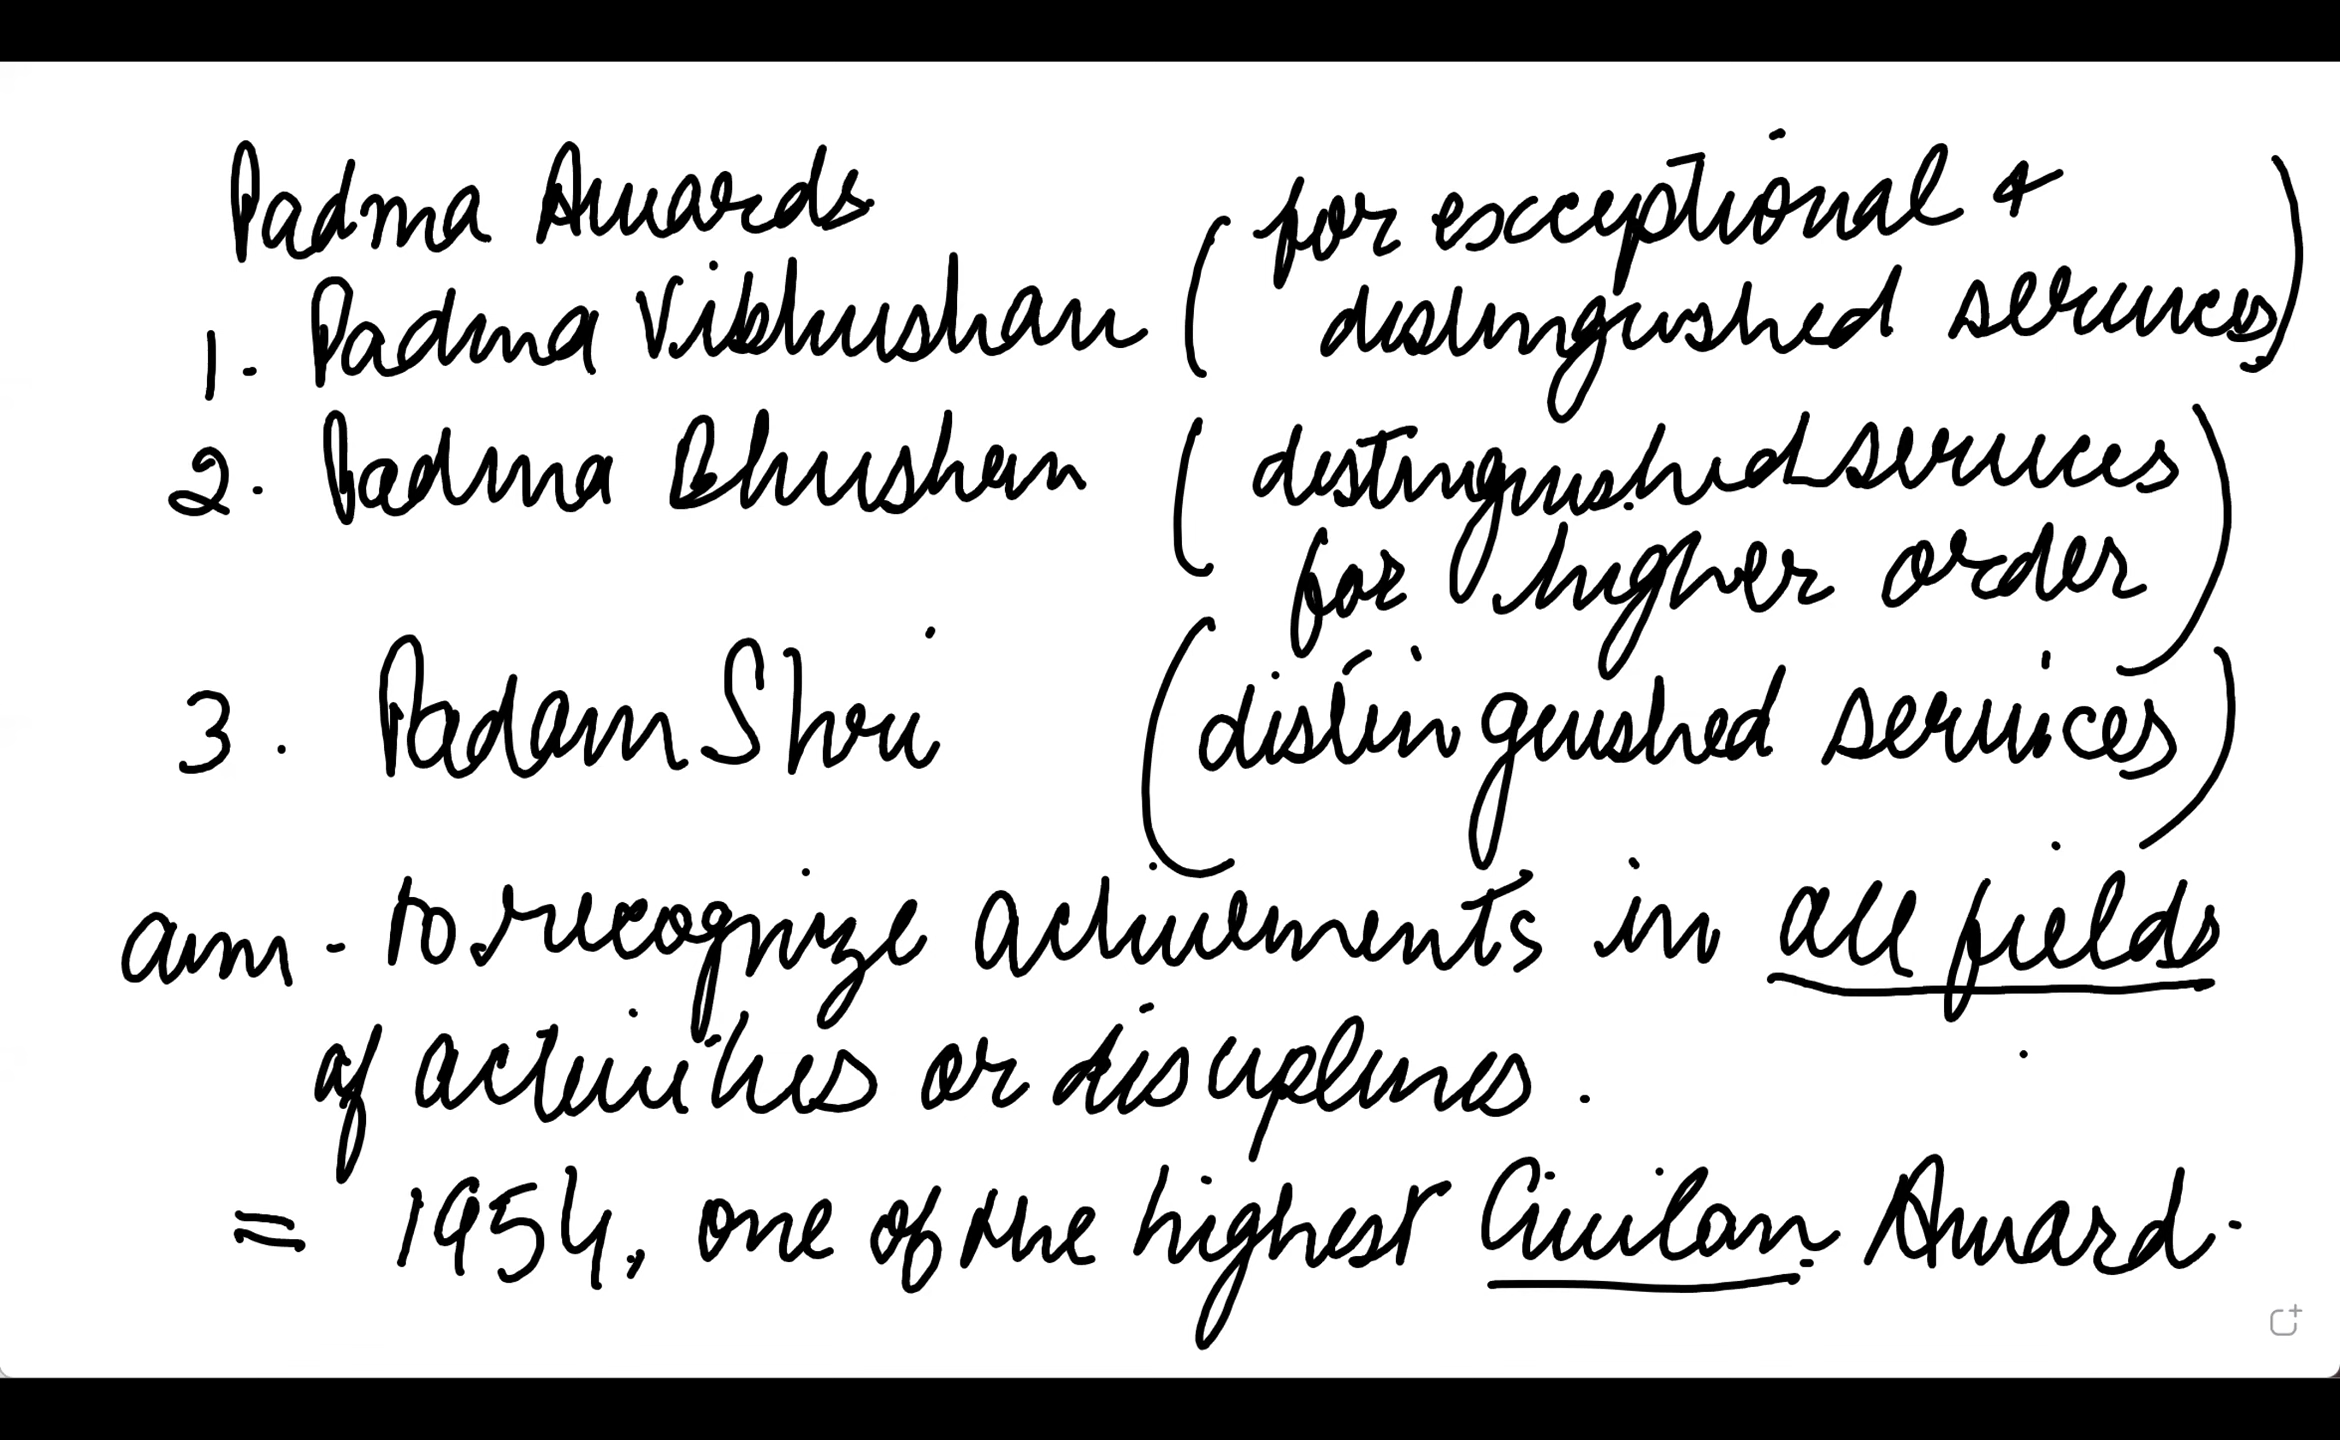 Padma Awards
1. Padma Vibhushan (for exceptional & distinguished services)
2. Padma Bhushan (distinguished services for higher order)
3. Padam Shri (distinguished services)
aim - to recognize achievements in all fields
of activities or disciplines.
= 1954, one of the highest Civilan Award.